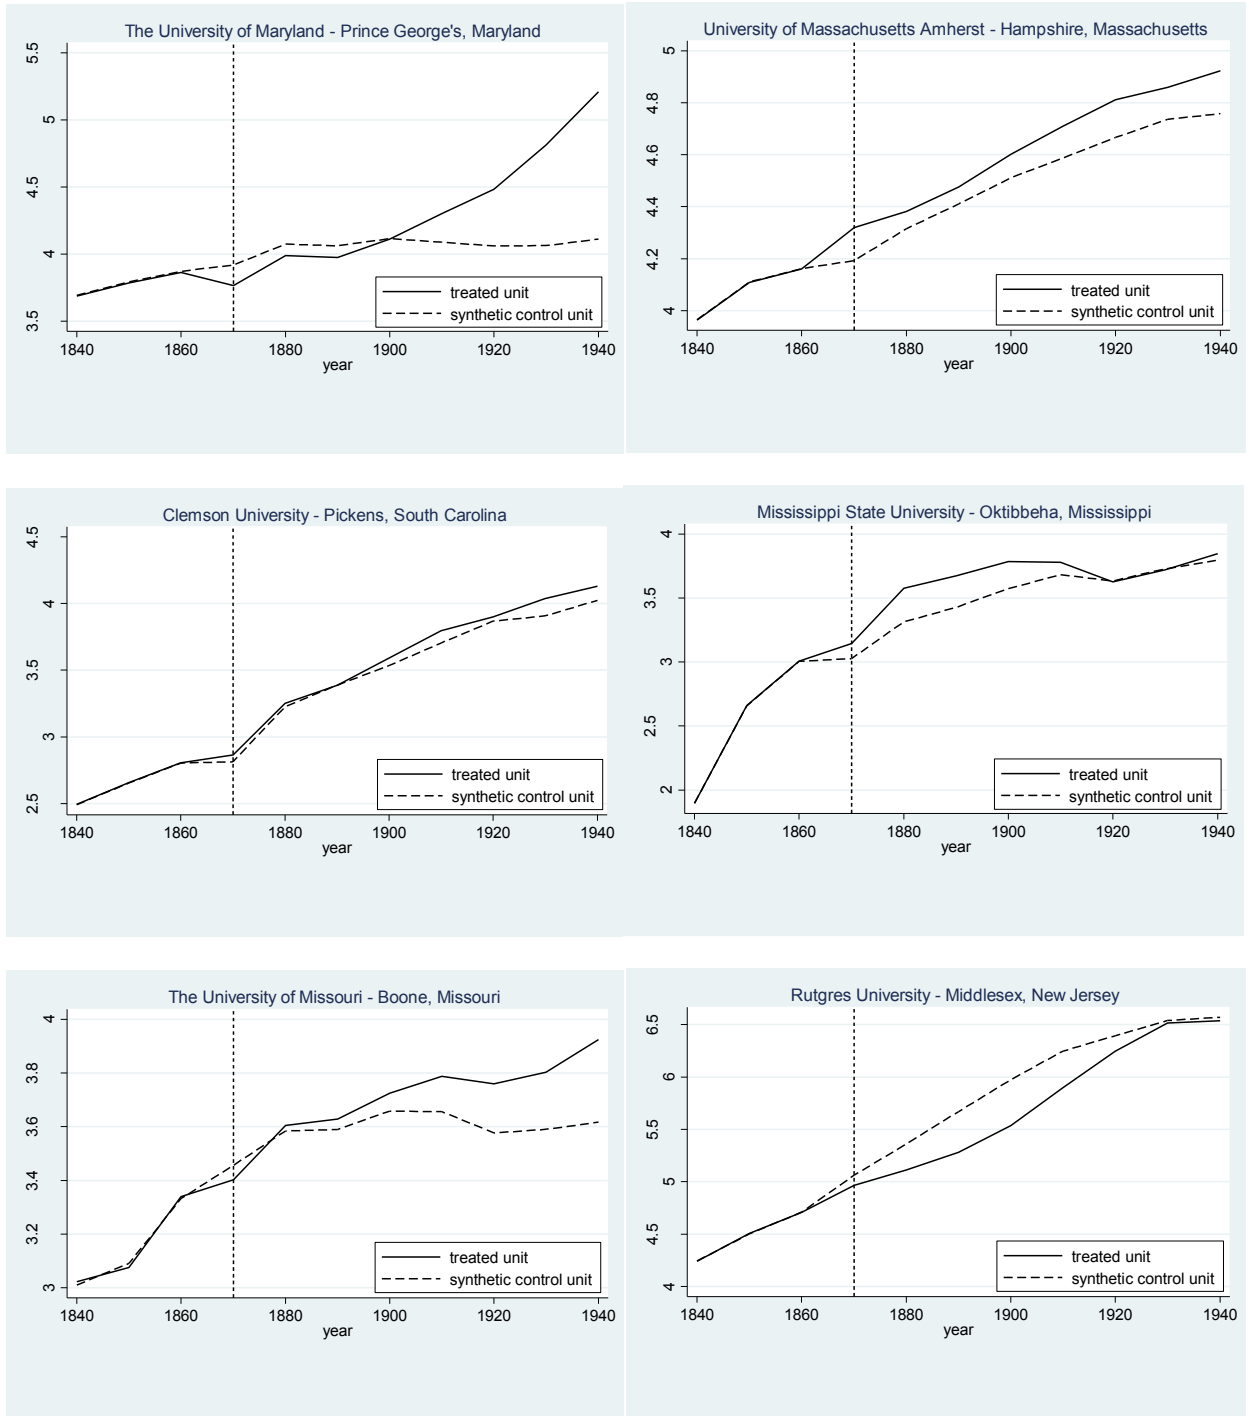 The University of Maryland - Prince George's, Maryland
5.5
5
4.5
4
3.5
treated unit
synthetic control unit
1840 1860 1880 1900 1920 1940
year
University of Massachusetts Amherst - Hampshire, Massachusetts
5
4.8
4.6
4.4
4.2
4
treated unit
synthetic control unit
1840 1860 1880 1900 1920 1940
year
Clemson University - Pickens, South Carolina
4.5
4
3.5
3
2.5
treated unit
synthetic control unit
1840 1860 1880 1900 1920 1940
year
Mississippi State University - Oktibbeha, Mississippi
4
3.5
3
2.5
2
treated unit
synthetic control unit
1840 1860 1880 1900 1920 1940
year
The University of Missouri - Boone, Missouri
4
3.8
3.6
3.4
3.2
3
treated unit
synthetic control unit
1840 1860 1880 1900 1920 1940
year
Rutgres University - Middlesex, New Jersey
6.5
6
5.5
5
4.5
4
treated unit
synthetic control unit
1840 1860 1880 1900 1920 1940
year